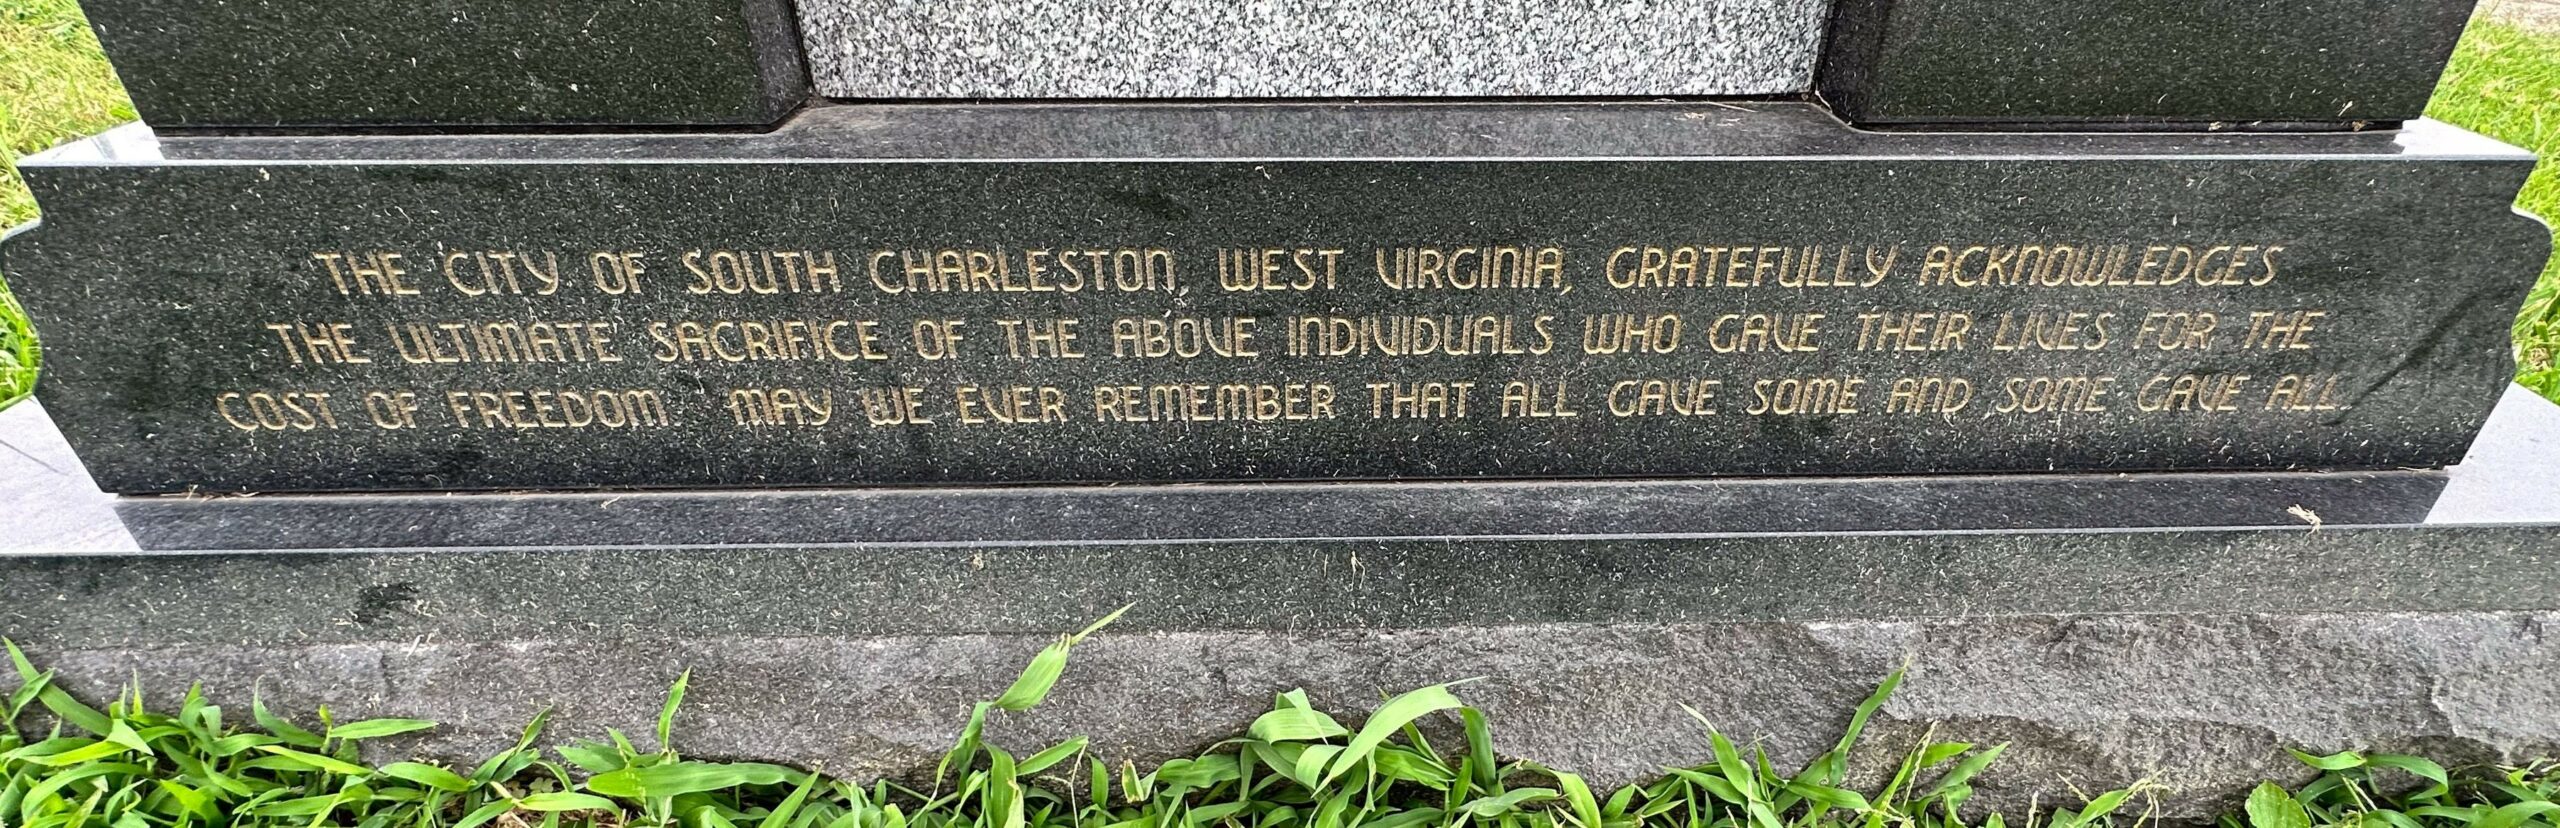 THE CITY OF SOUTH CHARLESTON, WEST VIRGINIA, GRATEFULLY ACKNOWLEDGES
THE ULTIMATE SACRIFICE OF THE ABOVE INDIVIDUALS WHO GAVE THEIR LIVES FOR THE
COST OF FREEDOM. MAY WE EVER REMEMBER THAT ALL GAVE SOME AND SOME GAVE ALL.